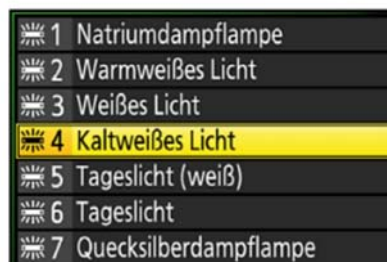 1 Natriumdampflampe
2 Warmweißes Licht
3 Weißes Licht
4 Kaltweißes Licht
5 Tageslicht (weiß)
6 Tageslicht
7 Quecksilberdampflampe